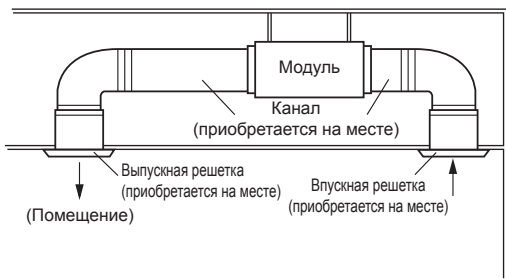 Модуль
Канал
(приобретается на месте)
Выпускная решетка
(приобретается на месте)
Впускная решетка
(приобретается на месте)
(Помещение)